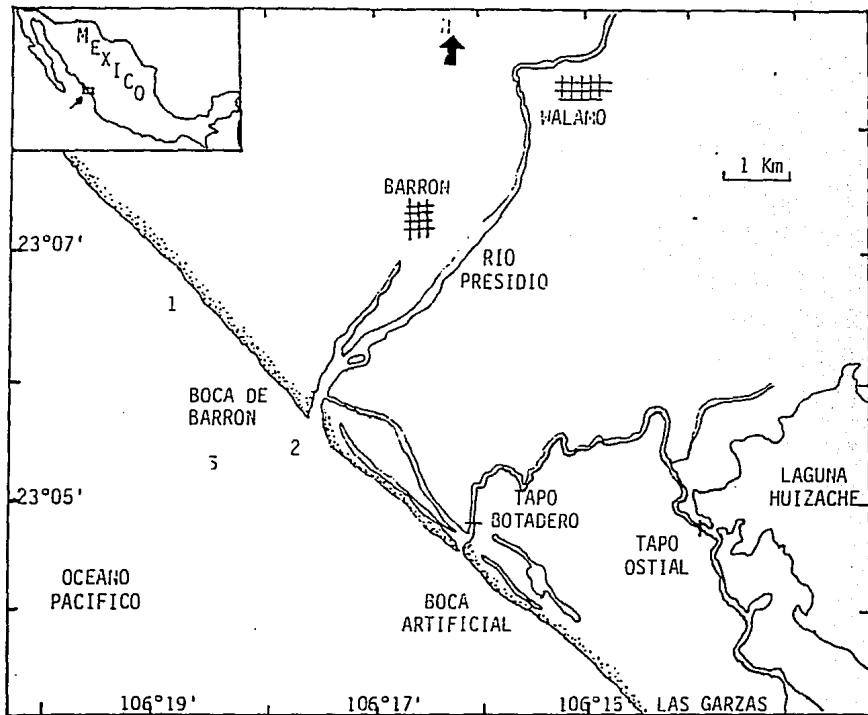 MEXICO
N
WALAMO
1 Km
BARRON
23°07'
RIO
PRESIDIO
1
BOCA DE
BARRON
2
3
LAGUNA
HUIZACHE
23°05'
TAPO
BOTADERO
TAPO
OSTIAL
OCEANO
PACIFICO
BOCA
ARTIFICIAL
106°19'
106°17'
106°15'
LAS GARZAS